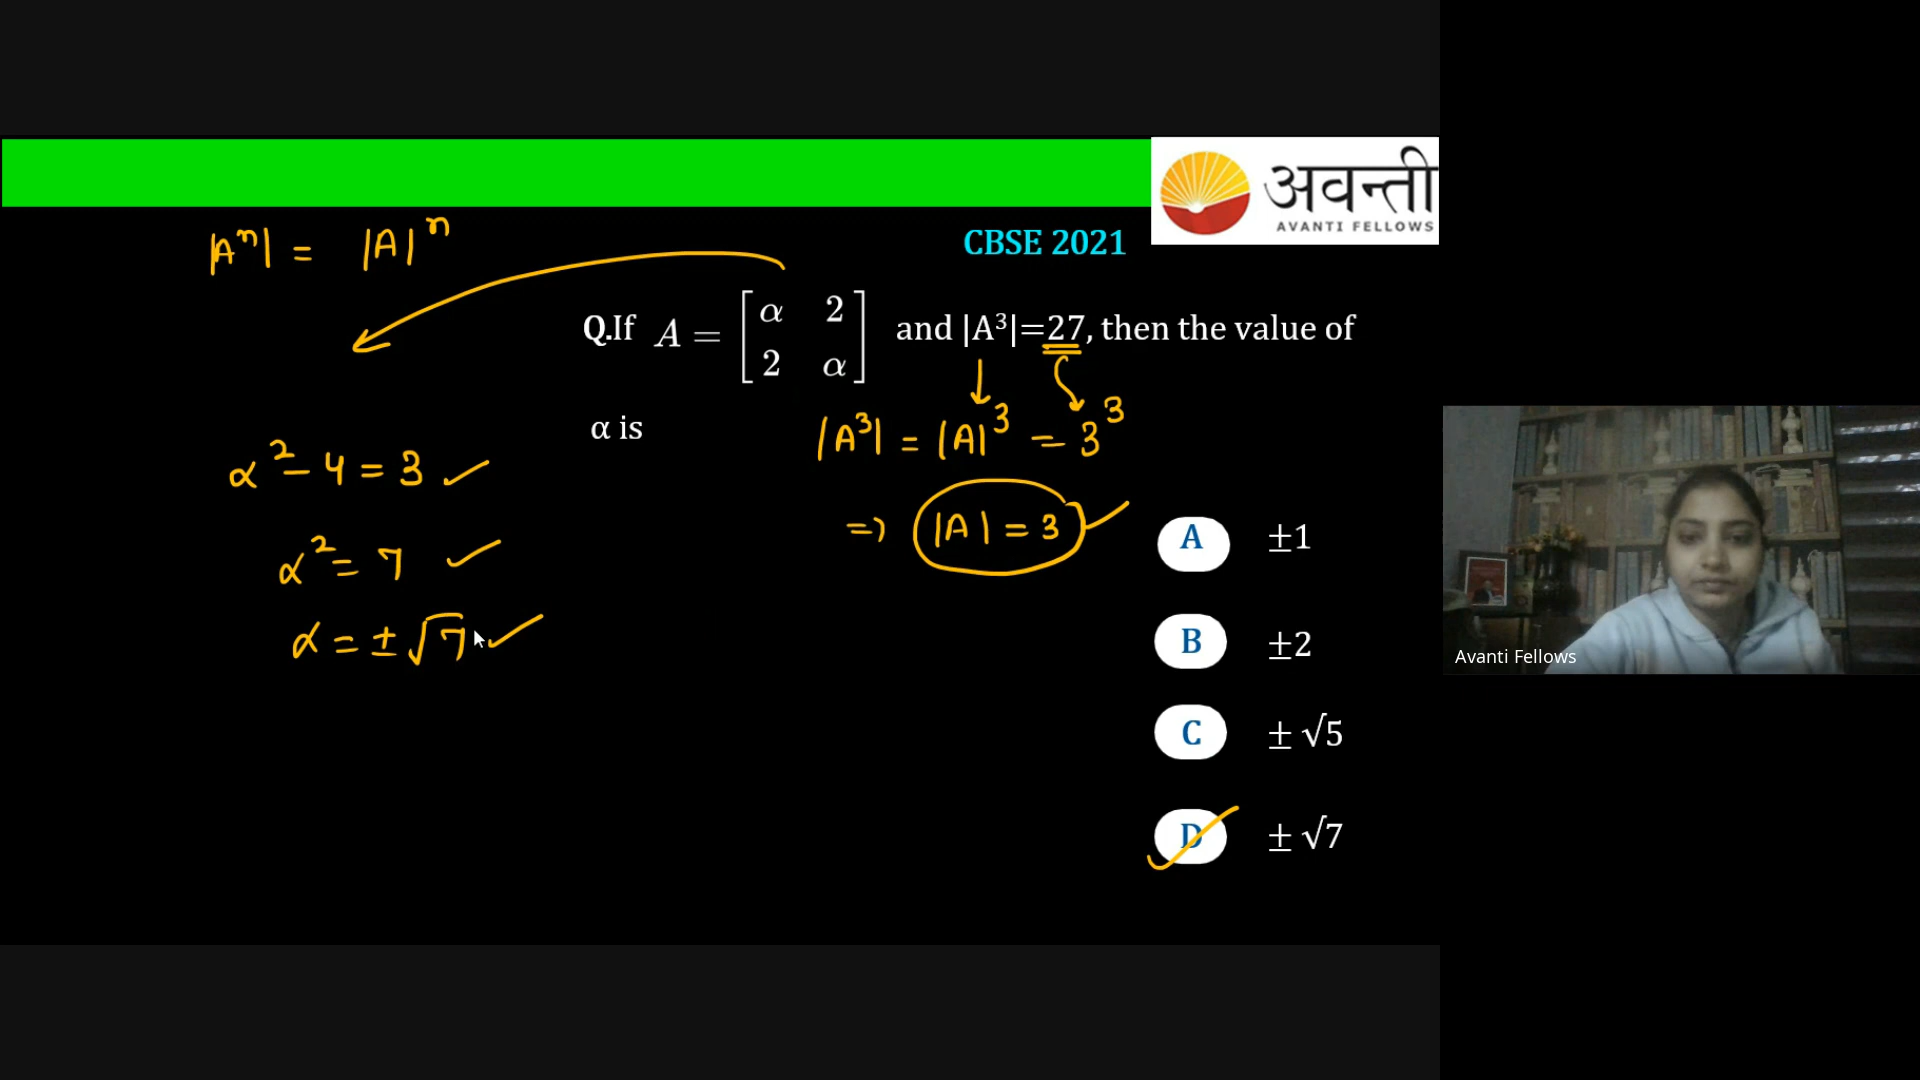 अवन्ती
AVANTI FELLOWS
|Aⁿ| = |A|ⁿ
CBSE 2021
Q.If A = [α 2
2 α] and |A³|=27, then the value of
α is
|A³| = |A|³ = 3³
=> |A| = 3 ✓
α² - 4 = 3 ✓
α² = 7 ✓
α = ±√7 ✓
A ±1
B ±2
C ± √5
D ± √7
Avanti Fellows